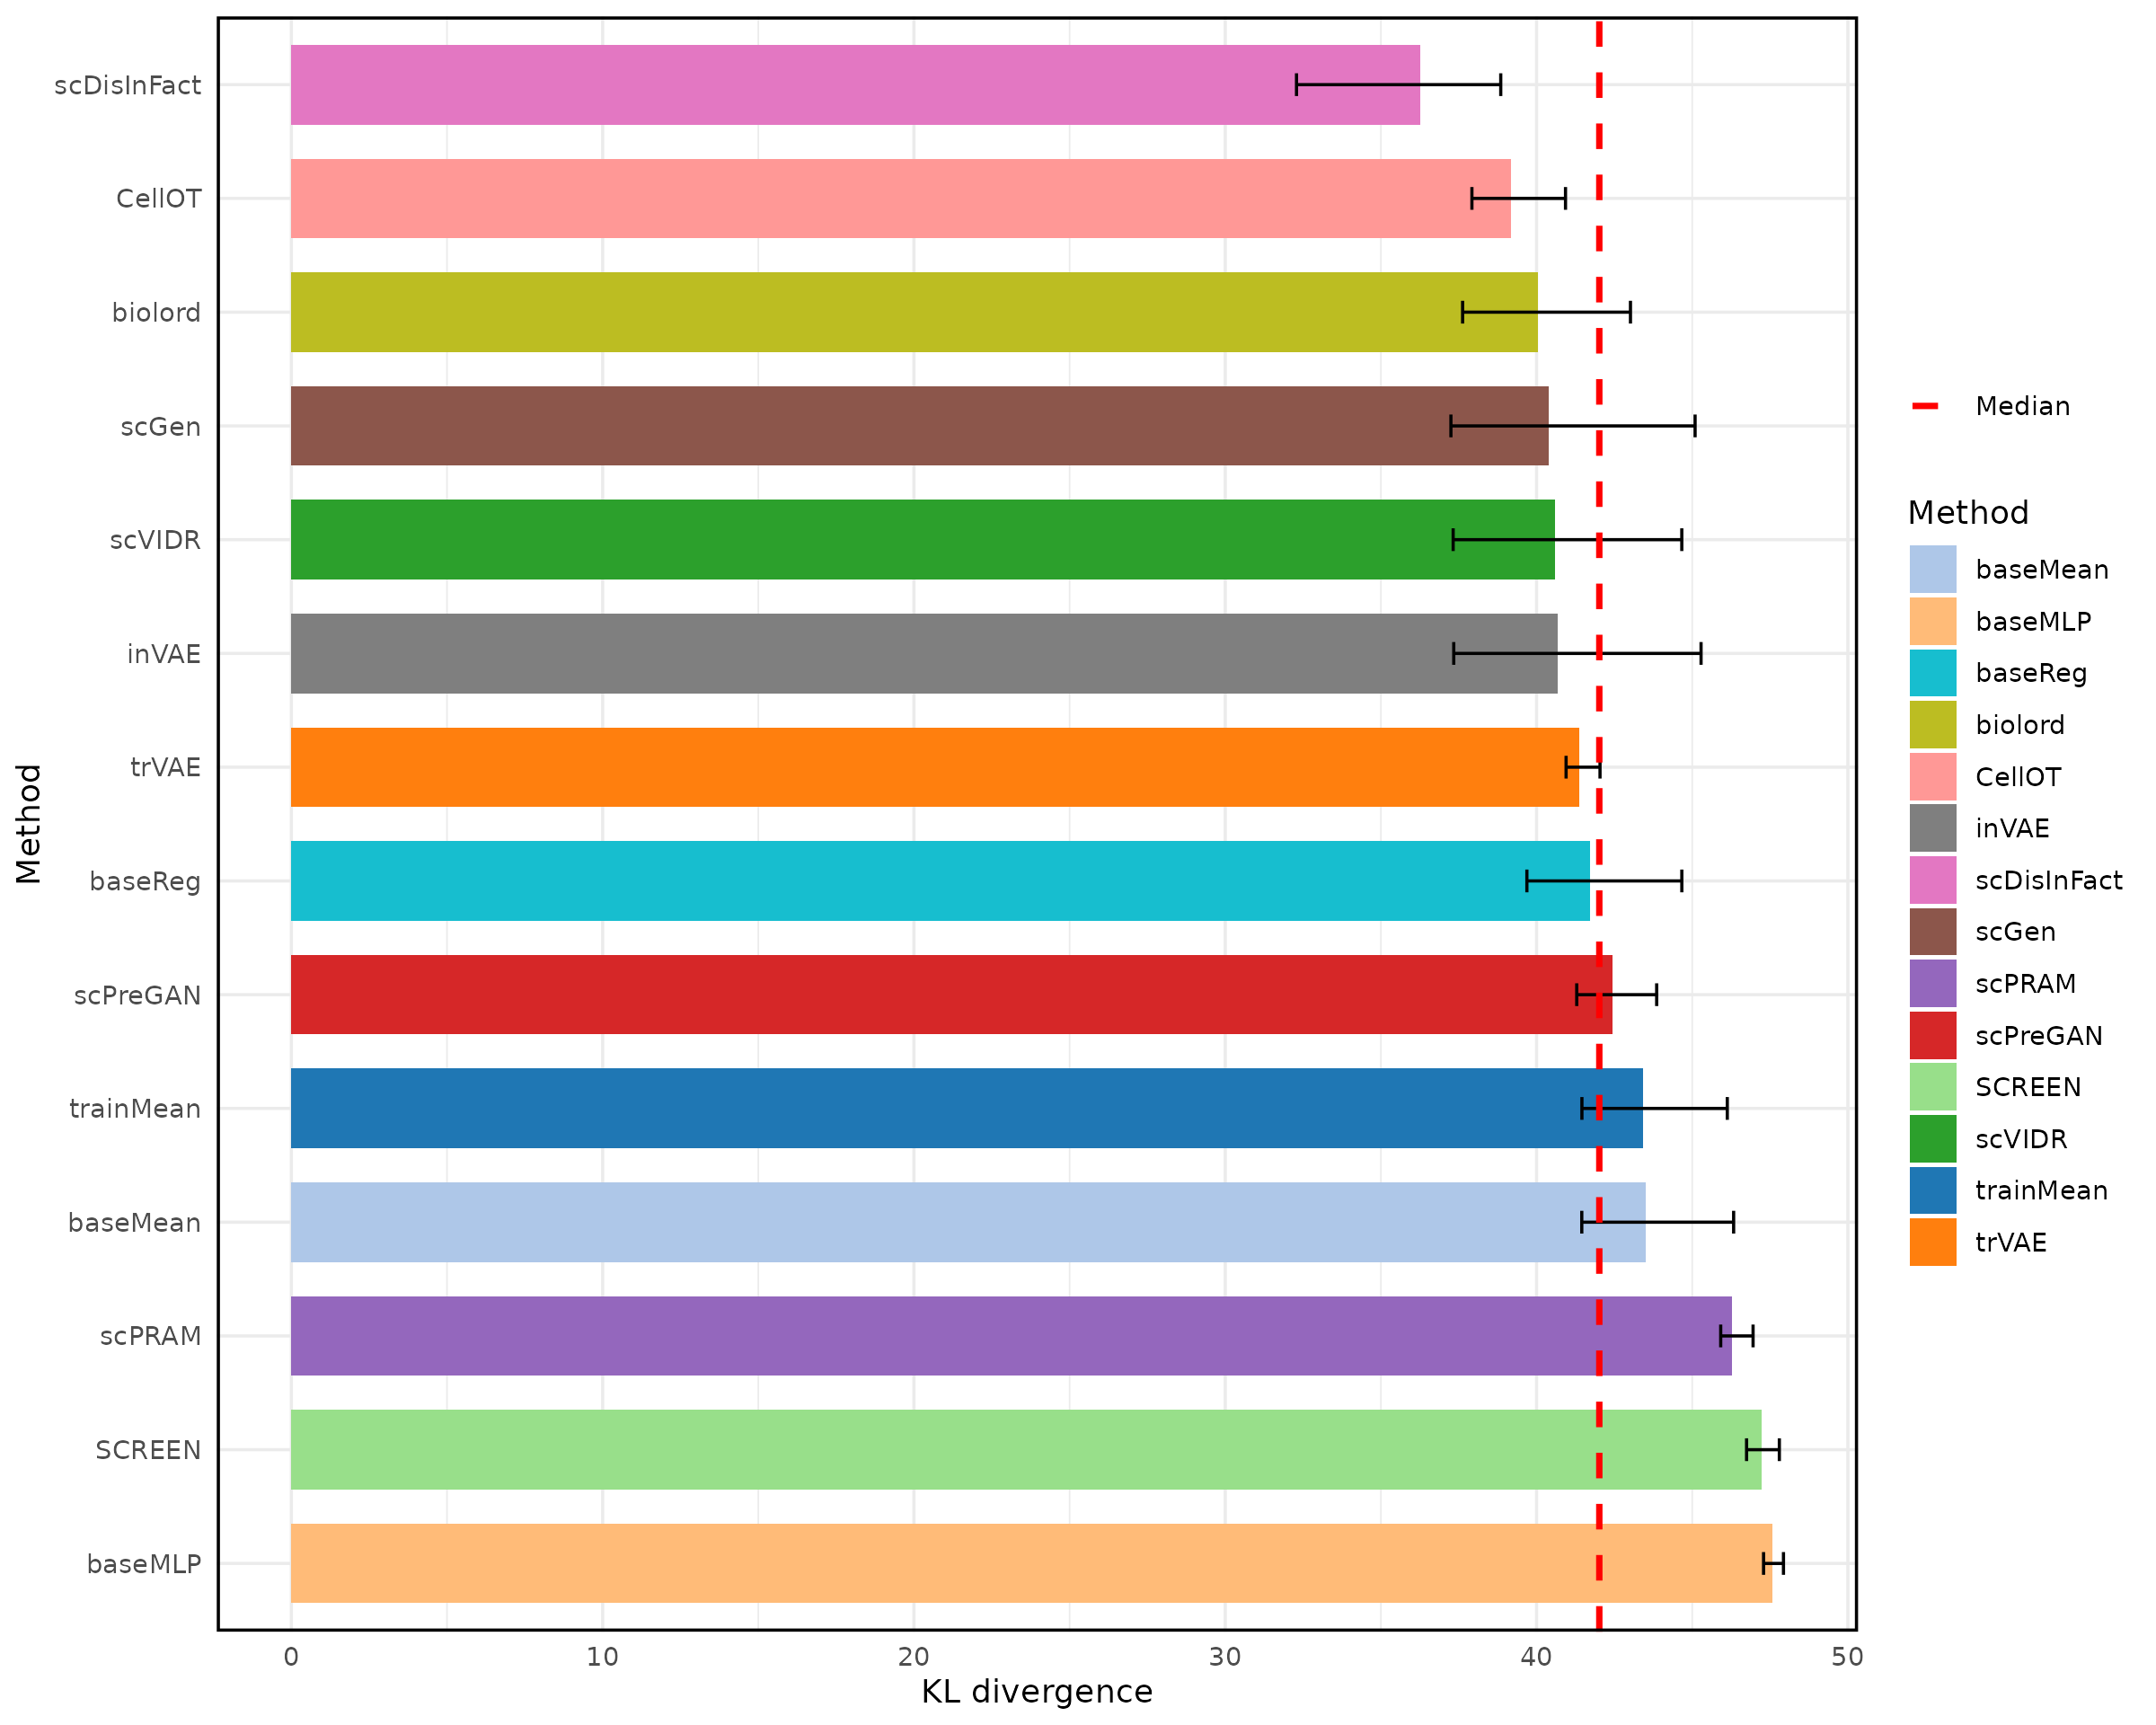 Method
scDisInFact
CellOT
biolord
scGen
scVIDR
inVAE
trVAE
baseReg
scPreGAN
trainMean
baseMean
scPRAM
SCREEN
baseMLP
0 10 20 30 40 50
KL divergence
Median
Method
baseMean
baseMLP
baseReg
biolord
CellOT
inVAE
scDisInFact
scGen
scPRAM
scPreGAN
SCREEN
scVIDR
trainMean
trVAE